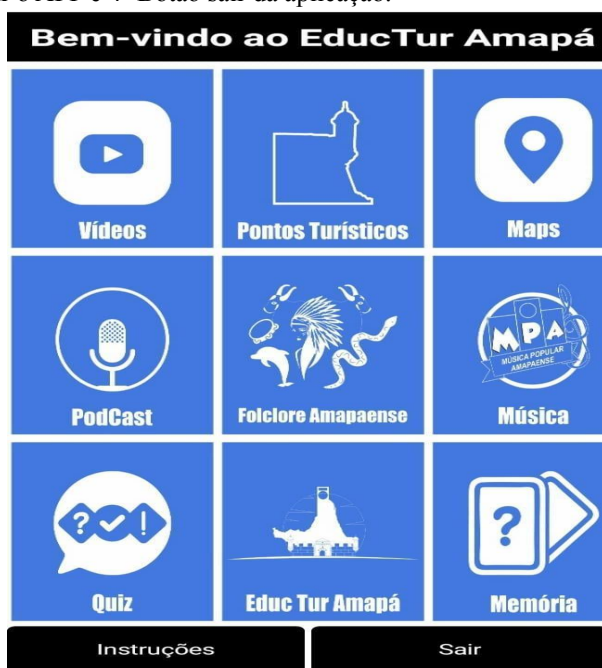 Botão sair da aplicação.
Bem-vindo ao EducTur Amapá
Vídeos
Pontos Turísticos
Maps
PodCast
Folclore Amapaense
MPA
MÚSICA POPULAR
AMAPAENSE
Música
?
!
Quiz
Educ Tur Amapá
?
Memória
Instruções
Sair